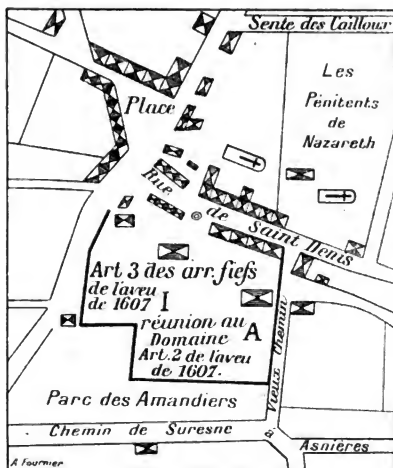 Sente des Cailloux
Les
Pénitents
de
Nazareth
Place
Rue
de Saint Denis
Art 3 des arr. fiefs
de l'aveu
de 1607 I
réunion au
Domaine
Art. 2 de l'aveu
de 1607.
A
Vieux Chemin
Parc des Amandiers
Chemin de Suresne
Asnières
A Fournier